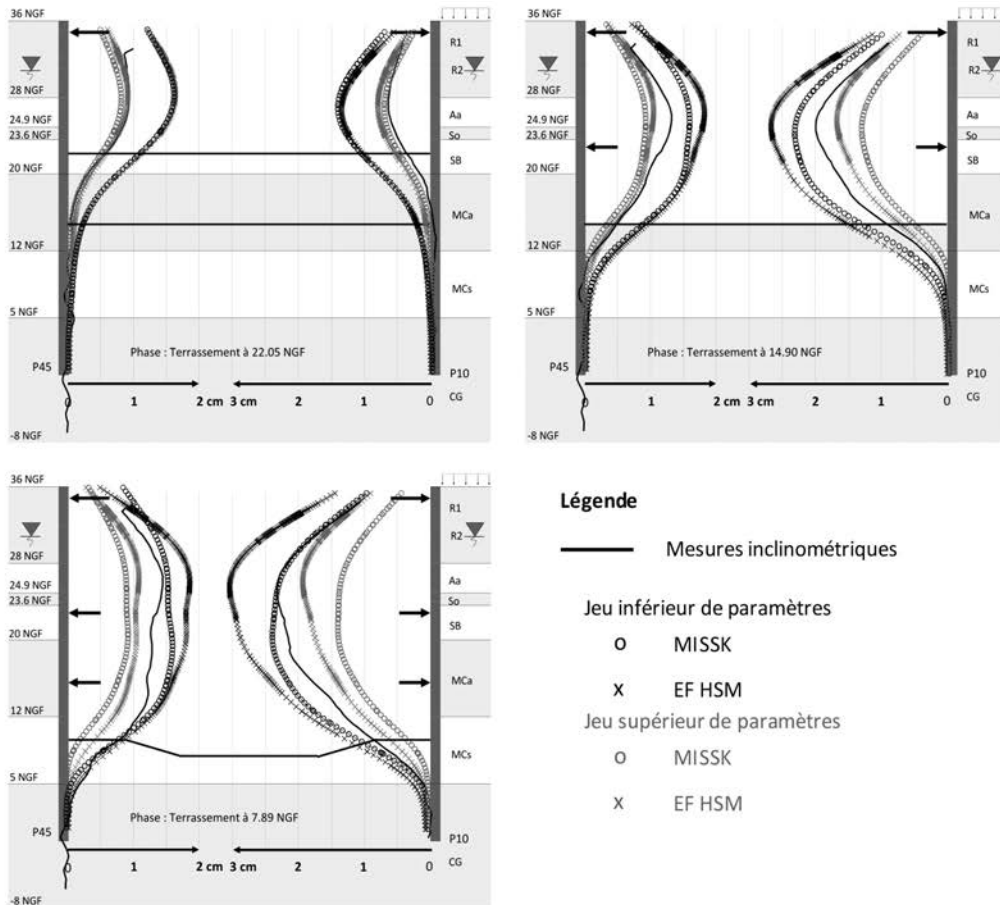 36 NGF
R1
R2
28 NGF
Aa
24.9 NGF
23.6 NGF
So
SB
20 NGF
MCa
12 NGF
MCs
5 NGF
Phase : Terrassement à 22.05 NGF
P45
P10
0 1 2 cm 3 cm 2 1 0
CG
-8 NGF
36 NGF
R1
R2
28 NGF
Aa
24.9 NGF
23.6 NGF
So
SB
20 NGF
MCa
12 NGF
MCs
5 NGF
Phase : Terrassement à 14.90 NGF
P45
P10
0 1 2 cm 3 cm 2 1 0
CG
-8 NGF
36 NGF
R1
R2
28 NGF
Aa
24.9 NGF
23.6 NGF
So
SB
20 NGF
MCa
12 NGF
MCs
5 NGF
Phase : Terrassement à 7.89 NGF
P45
P10
0 1 2 cm 3 cm 2 1 0
CG
-8 NGF
Légende
Mesures inclinométriques
Jeu inférieur de paramètres
o MISSK
x EF HSM
Jeu supérieur de paramètres
o MISSK
x EF HSM